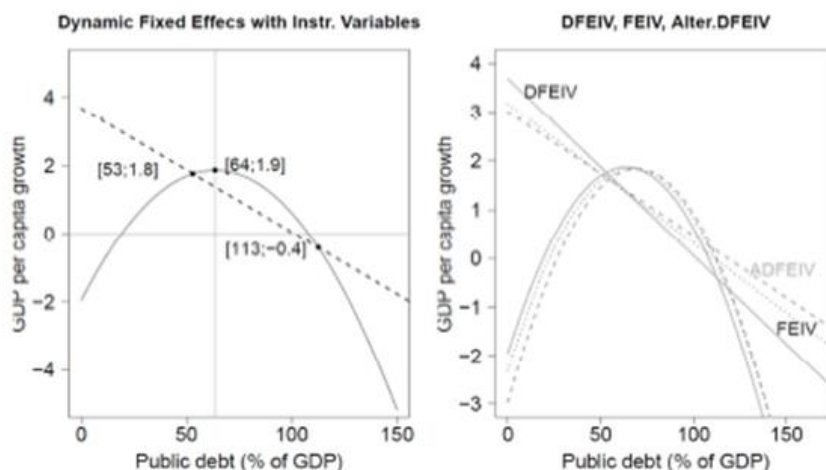 Dynamic Fixed Effecs with Instr. Variables
GDP per capita growth
4
2
0
−2
−4
[53;1.8]
[64;1.9]
[113;−0.4]
0
50
100
150
Public debt (% of GDP)
DFEIV, FEIV, Alter.DFEIV
GDP per capita growth
4
3
2
1
0
−1
−2
−3
DFEIV
ADFEIV
FEIV
0
50
100
150
Public debt (% of GDP)